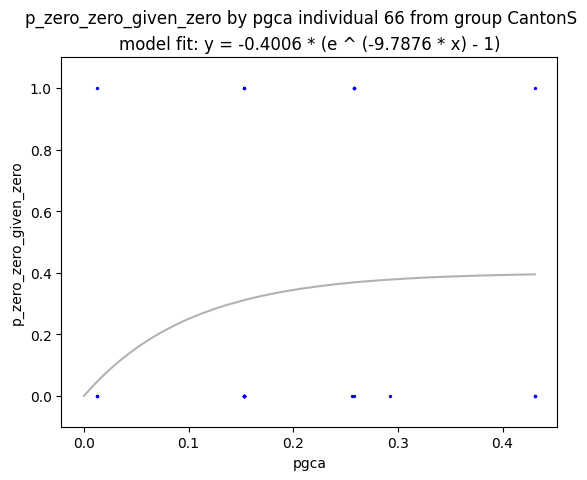 p_zero_zero_given_zero by pgca individual 66 from group CantonS
model fit: y = -0.4006 * (e ^ (-9.7876 * x) - 1)
1.0
0.8
0.6
0.4
0.2
0.0
p_zero_zero_given_zero
0.0 0.1 0.2 0.3 0.4
pgca